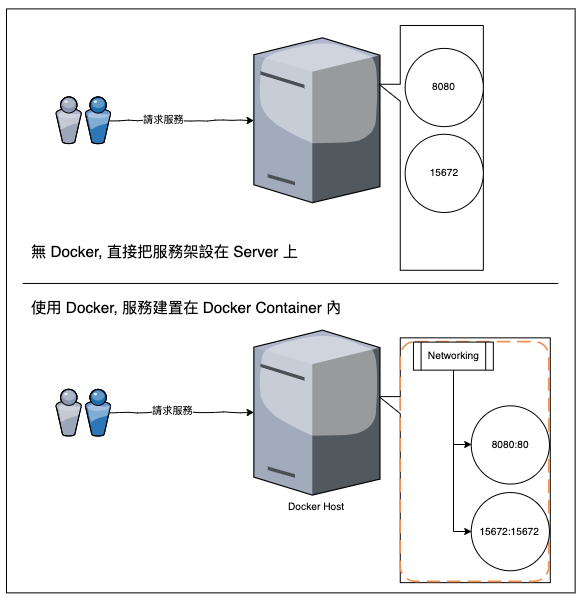 8080
請求服務
15672
無 Docker, 直接把服務架設在 Server 上
使用 Docker, 服務建置在 Docker Container 內
Networking
請求服務
8080:80
Docker Host
15672:15672